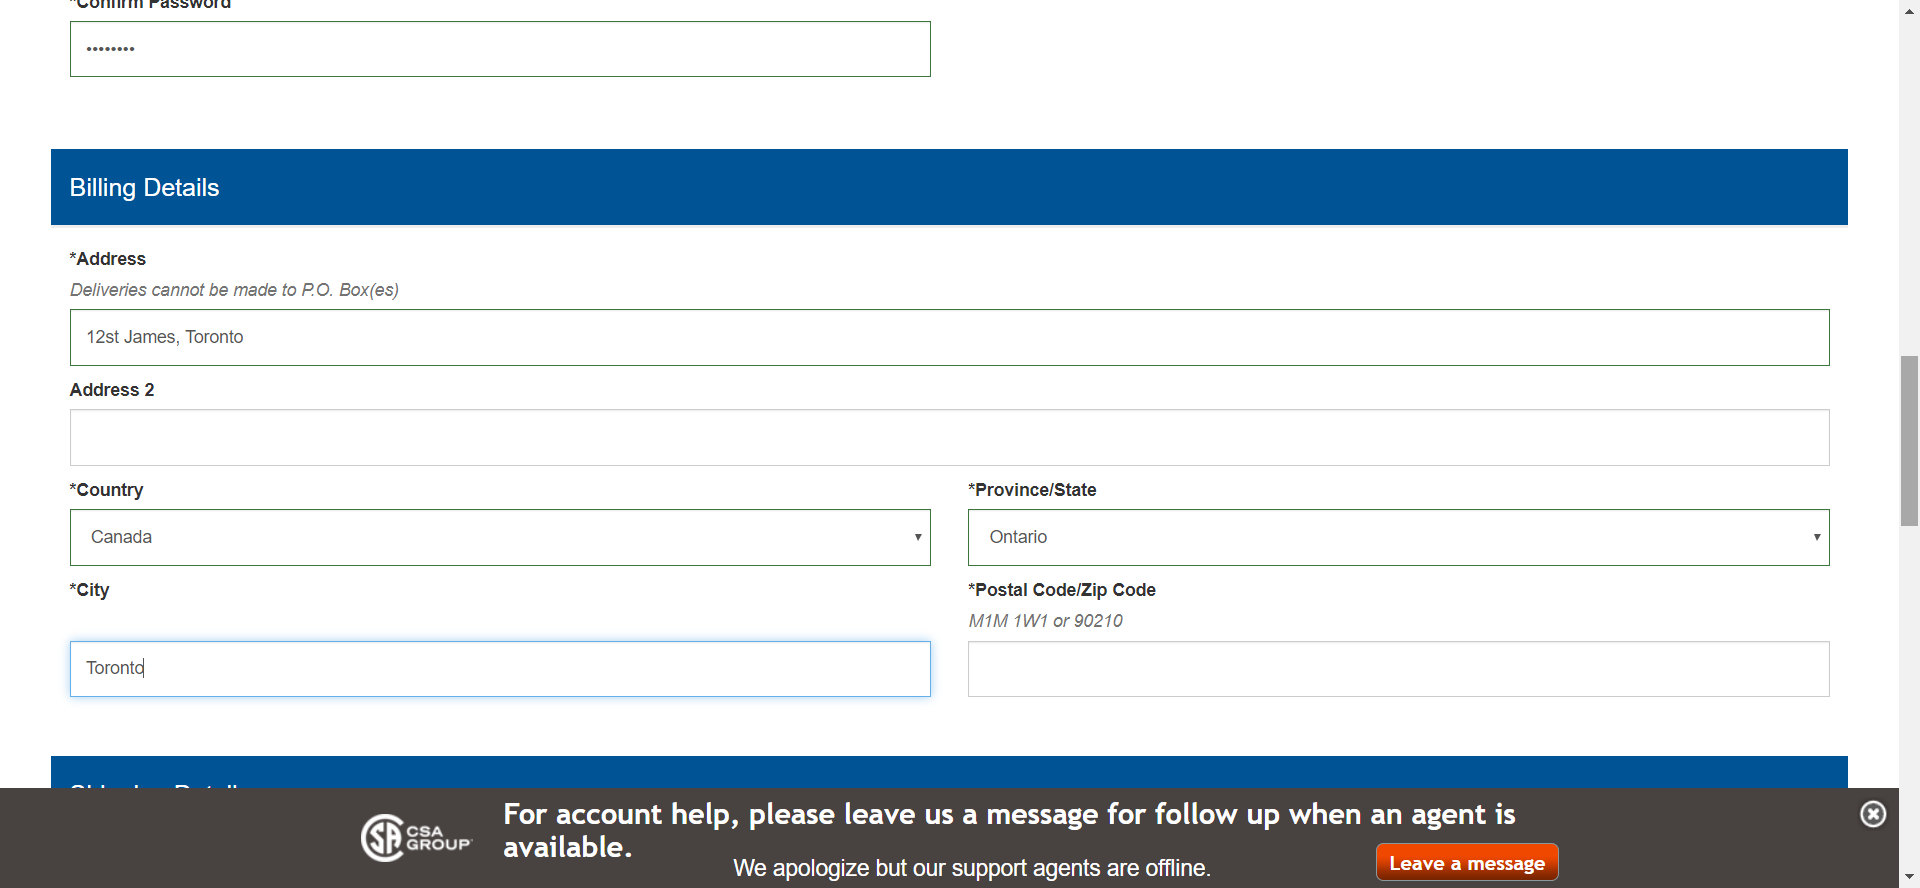 *Confirm Password
••••••••
Billing Details
*Address
Deliveries cannot be made to P.O. Box(es)
12st James, Toronto
Address 2
*Country
*Province/State
Canada
Ontario
*City
*Postal Code/Zip Code
M1M 1W1 or 90210
Toronto
Shipping Details
CSA
GROUP
For account help, please leave us a message for follow up when an agent is
available.
We apologize but our support agents are offline.
Leave a message